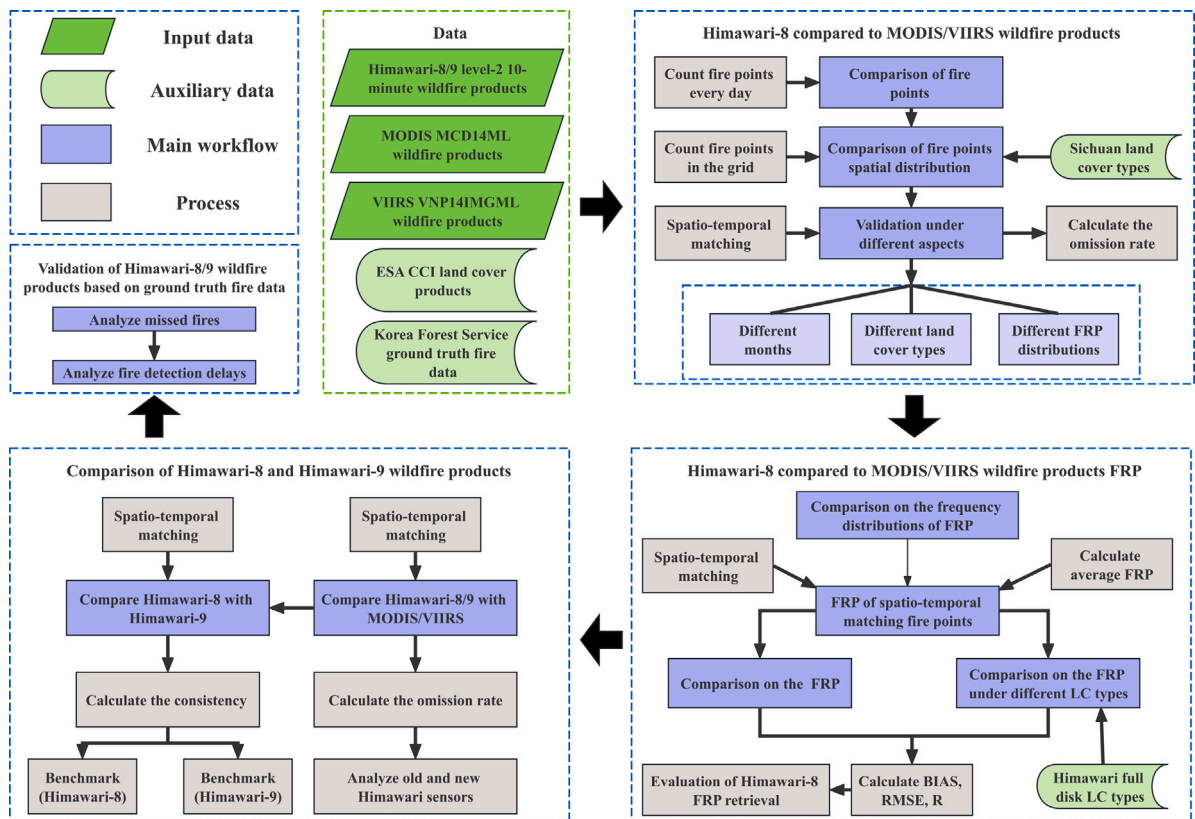 Input data
Auxiliary data
Main workflow
Process
Validation of Himawari-8/9 wildfire
products based on ground truth fire data
Analyze missed fires
Analyze fire detection delays
Data
Himawari-8/9 level-2 10-
minute wildfire products
MODIS MCD14ML
wildfire products
VIIRS VNP14IMGML
wildfire products
ESA CCI land cover
products
Korea Forest Service
ground truth fire
data
Himawari-8 compared to MODIS/VIIRS wildfire products
Count fire points
every day
Comparison of fire
points
Count fire points
in the grid
Comparison of fire points
spatial distribution
Sichuan land
cover types
Spatio-temporal
matching
Validation under
different aspects
Calculate the
omission rate
Different
months
Different land
cover types
Different FRP
distributions
Himawari-8 compared to MODIS/VIIRS wildfire products FRP
Comparison on the frequency
distributions of FRP
Spatio-temporal
matching
Calculate
average FRP
FRP of spatio-temporal
matching fire points
Comparison on the FRP
Comparison on the FRP
under different LC types
Evaluation of Himawari-8
FRP retrieval
Calculate BIAS,
RMSE, R
Himawari full
disk LC types
Comparison of Himawari-8 and Himawari-9 wildfire products
Spatio-temporal
matching
Spatio-temporal
matching
Compare Himawari-8 with
Himawari-9
Compare Himawari-8/9 with
MODIS/VIIRS
Calculate the consistency
Calculate the omission rate
Benchmark
(Himawari-8)
Benchmark
(Himawari-9)
Analyze old and new
Himawari sensors